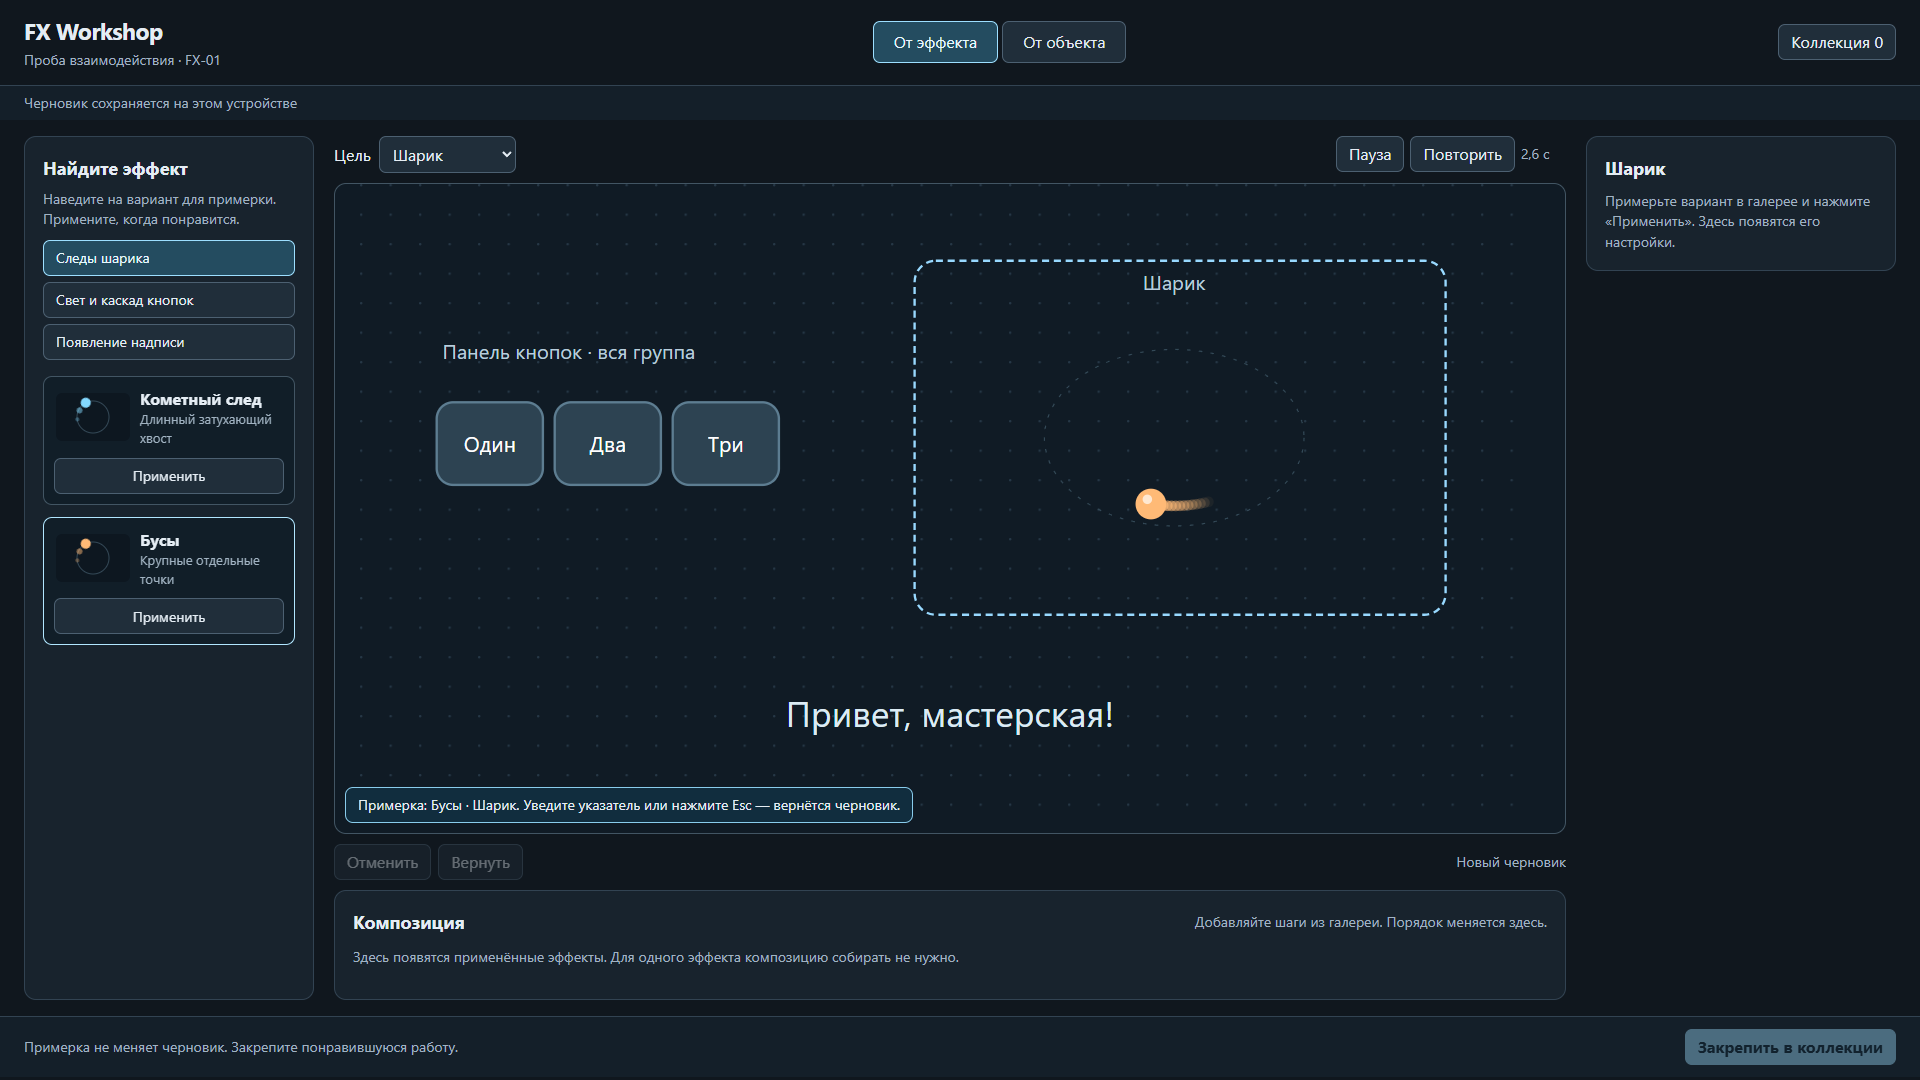 FX Workshop
Проба взаимодействия · FX-01
От эффекта
От объекта
Коллекция 0
Черновик сохраняется на этом устройстве
Найдите эффект
Наведите на вариант для примерки.
Примените, когда понравится.
Следы шарика
Свет и каскад кнопок
Появление надписи
Кометный след
Длинный затухающий
хвост
Применить
Бусы
Крупные отдельные
точки
Применить
Цель
Шарик
Пауза
Повторить
2,6 с
Шарик
Панель кнопок · вся группа
Один
Два
Три
Привет, мастерская!
Примерка: Бусы · Шарик. Уведите указатель или нажмите Esc — вернётся черновик.
Отменить
Вернуть
Новый черновик
Композиция
Добавляйте шаги из галереи. Порядок меняется здесь.
Здесь появятся применённые эффекты. Для одного эффекта композицию собирать не нужно.
Шарик
Примерьте вариант в галерее и нажмите
«Применить». Здесь появятся его
настройки.
Примерка не меняет черновик. Закрепите понравившуюся работу.
Закрепить в коллекции